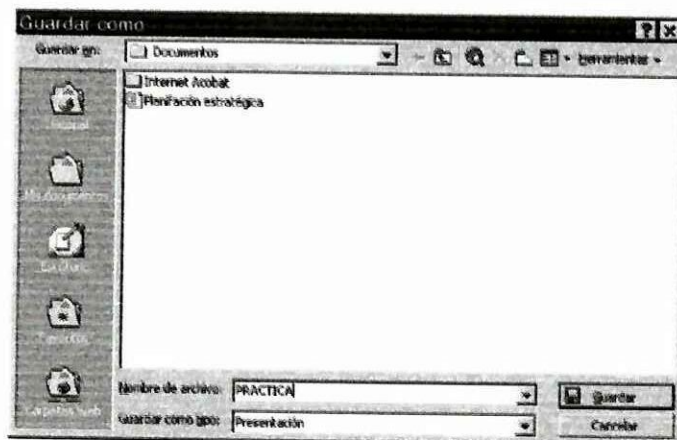 Guardar como
Guardar en: Documentos Herramientas
Internet Acobat
Planifación estratégica
Historial
Mis documentos
Escritorio
Favoritos
Carpetas Web
Nombre de archivo: PRACTICA Guardar
Guardar como tipo: Presentación Cancelar